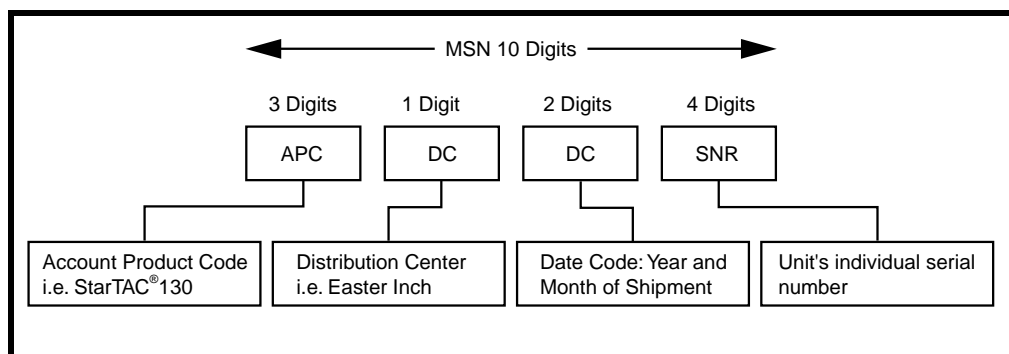 MSN 10 Digits
3 Digits
1 Digit
2 Digits
4 Digits
APC
DC
DC
SNR
Account Product Code
i.e. StarTAC®130
Distribution Center
i.e. Easter Inch
Date Code: Year and
Month of Shipment
Unit's individual serial
number